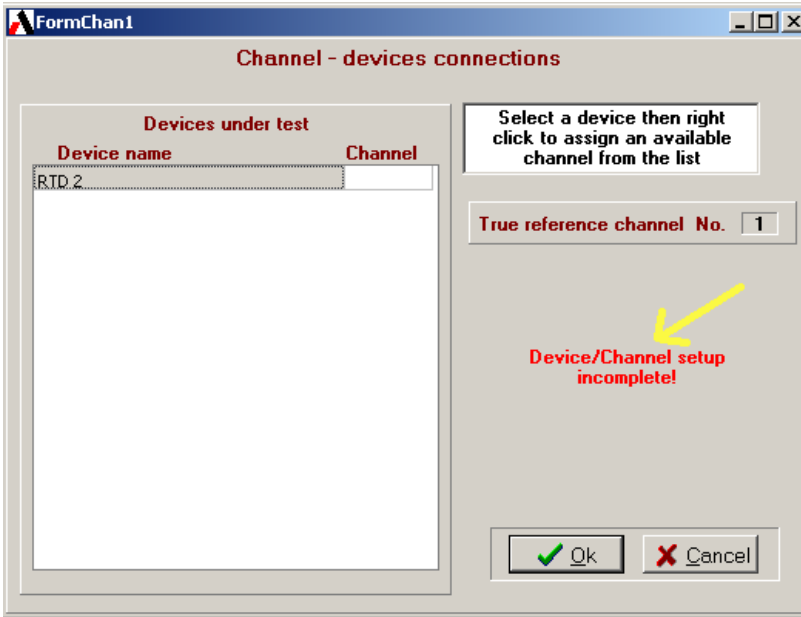 FormChan1
Channel - devices connections
Devices under test
Device name Channel
RTD 2
Select a device then right
click to assign an available
channel from the list
True reference channel No. 1
Device/Channel setup
incomplete!
Ok Cancel